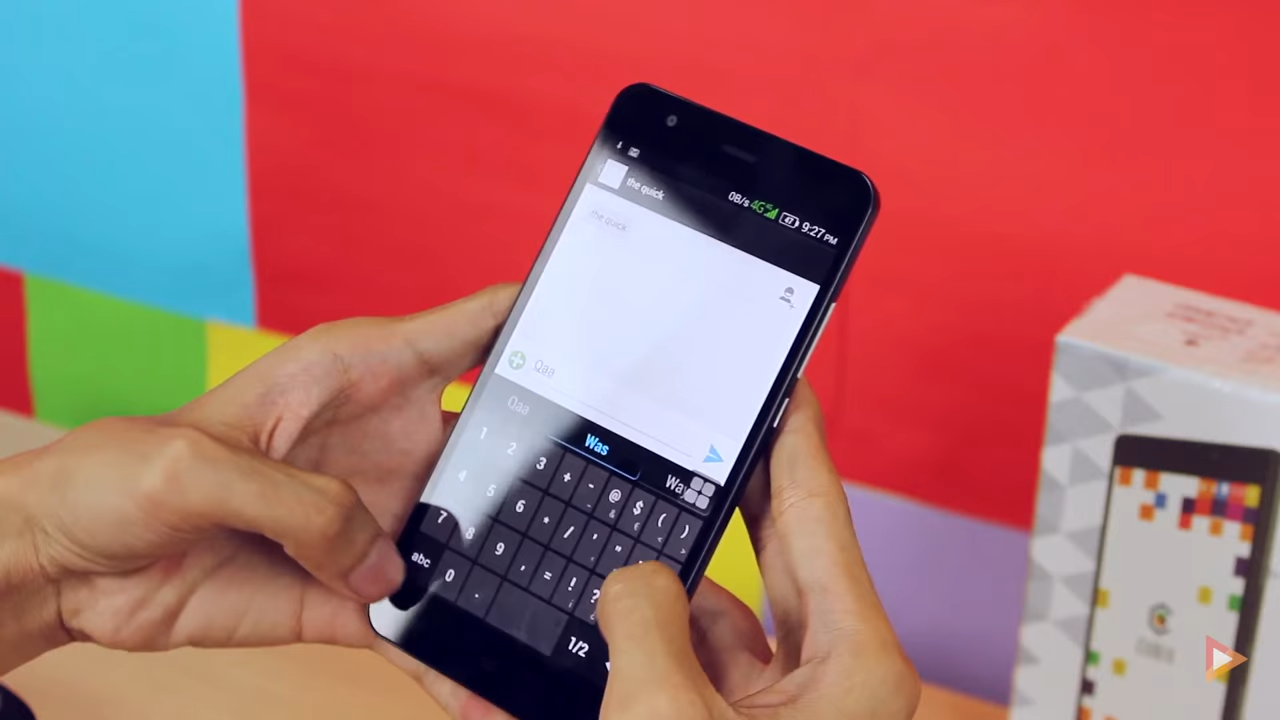 the quick
0B/s 4G 47 9:27 PM
the quick
Qaa
Qaa Was
1 2 3 + - @ $ ( )
4 5 6 * / ' "
7 8 9 , = ! ?
abc 0 . 1/2